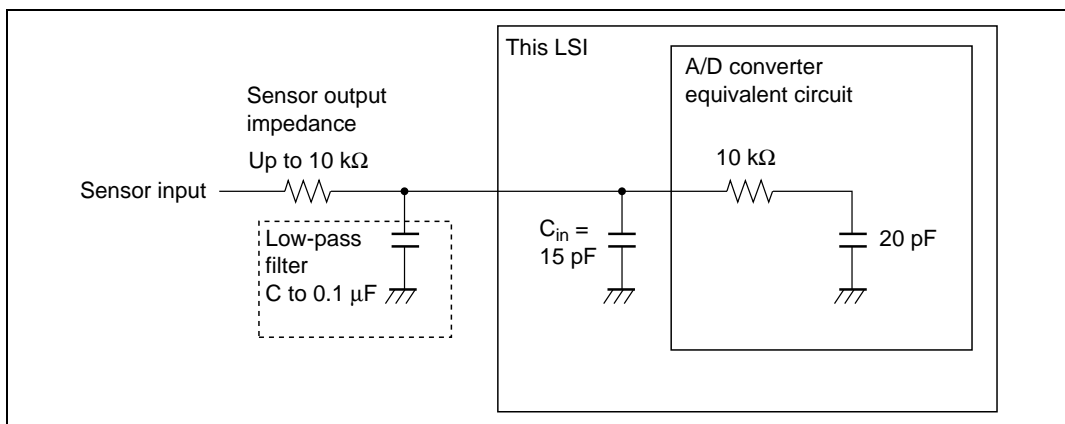 This LSI
A/D converter
equivalent circuit
Sensor output
impedance
Up to 10 kΩ
10 kΩ
Sensor input
Low-pass
filter
C to 0.1 μF
Cin =
15 pF
20 pF